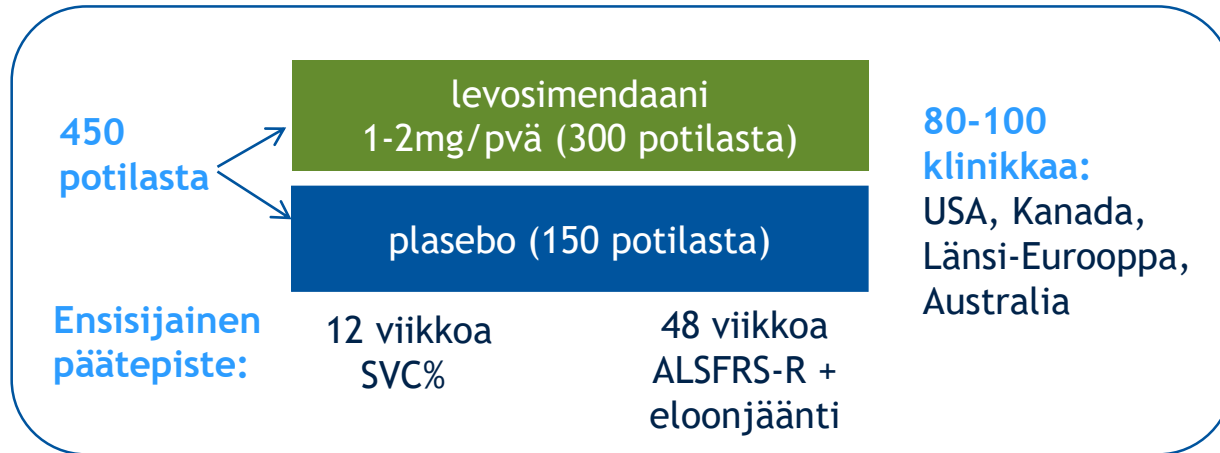 450
potilasta
levosimendaani
1-2mg/pvä (300 potilasta)
plasebo (150 potilasta)
80-100
klinikkaa:
USA, Kanada,
Länsi-Eurooppa,
Australia
Ensisijainen
päätepiste:
12 viikkoa
SVC%
48 viikkoa
ALSFRS-R +
eloonjäänti